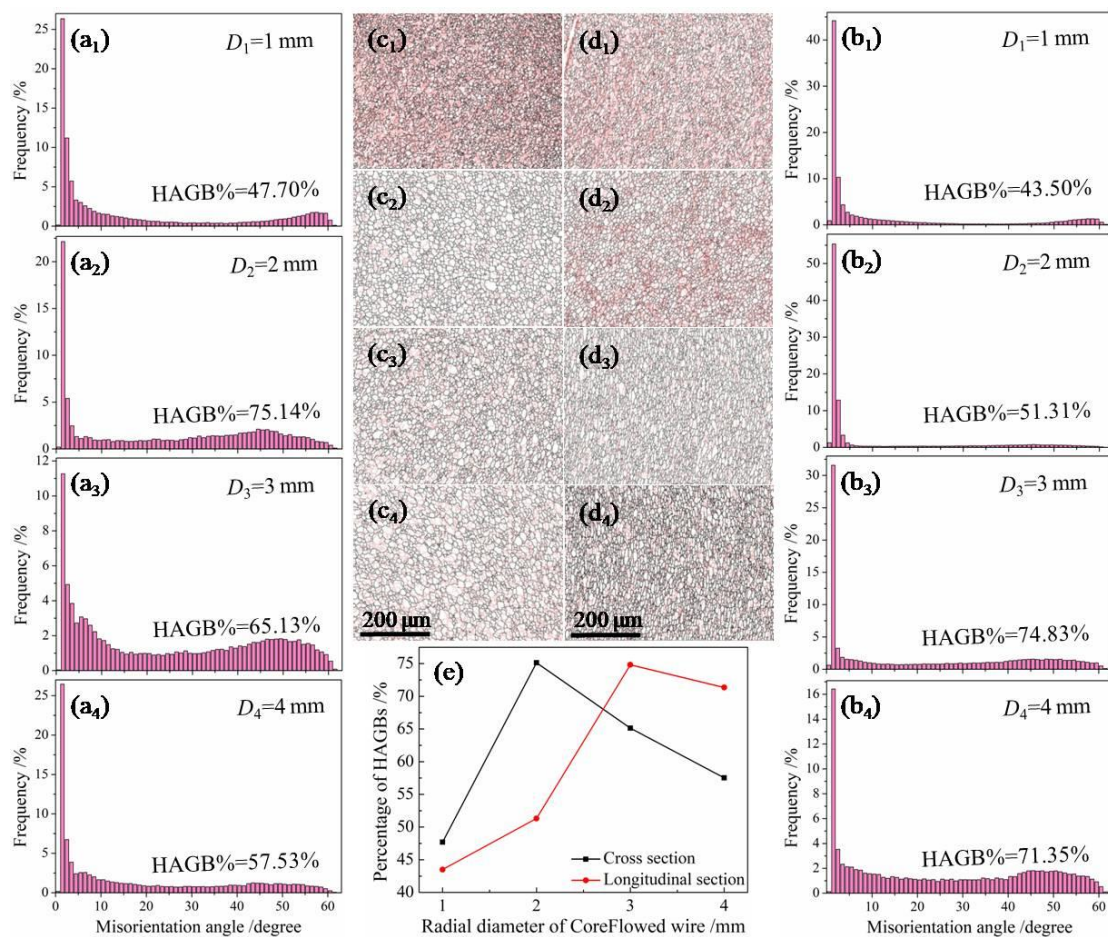 (a₁)
D₁=1 mm
HAGB%=47.70%
Frequency /%
25
20
15
10
5
0
(a₂)
D₂=2 mm
HAGB%=75.14%
Frequency /%
20
15
10
5
0
(a₃)
D₃=3 mm
HAGB%=65.13%
Frequency /%
12
10
8
6
4
2
0
(a₄)
D₄=4 mm
HAGB%=57.53%
Frequency /%
25
20
15
10
5
0
0 10 20 30 40 50 60
Misorientation angle /degree
(c₁)
(d₁)
(c₂)
(d₂)
(c₃)
(d₃)
(c₄)
(d₄)
200 μm
200 μm
(e)
Percentage of HAGBs /%
75
70
65
60
55
50
45
40
Cross section
Longitudinal section
1 2 3 4
Radial diameter of CoreFlowed wire /mm
(b₁)
D₁=1 mm
HAGB%=43.50%
Frequency /%
40
30
20
10
0
(b₂)
D₂=2 mm
HAGB%=51.31%
Frequency /%
50
40
30
20
10
0
(b₃)
D₃=3 mm
HAGB%=74.83%
Frequency /%
30
25
20
15
10
5
0
(b₄)
D₄=4 mm
HAGB%=71.35%
Frequency /%
16
14
12
10
8
6
4
2
0
10 20 30 40 50 60
Misorientation angle /degree